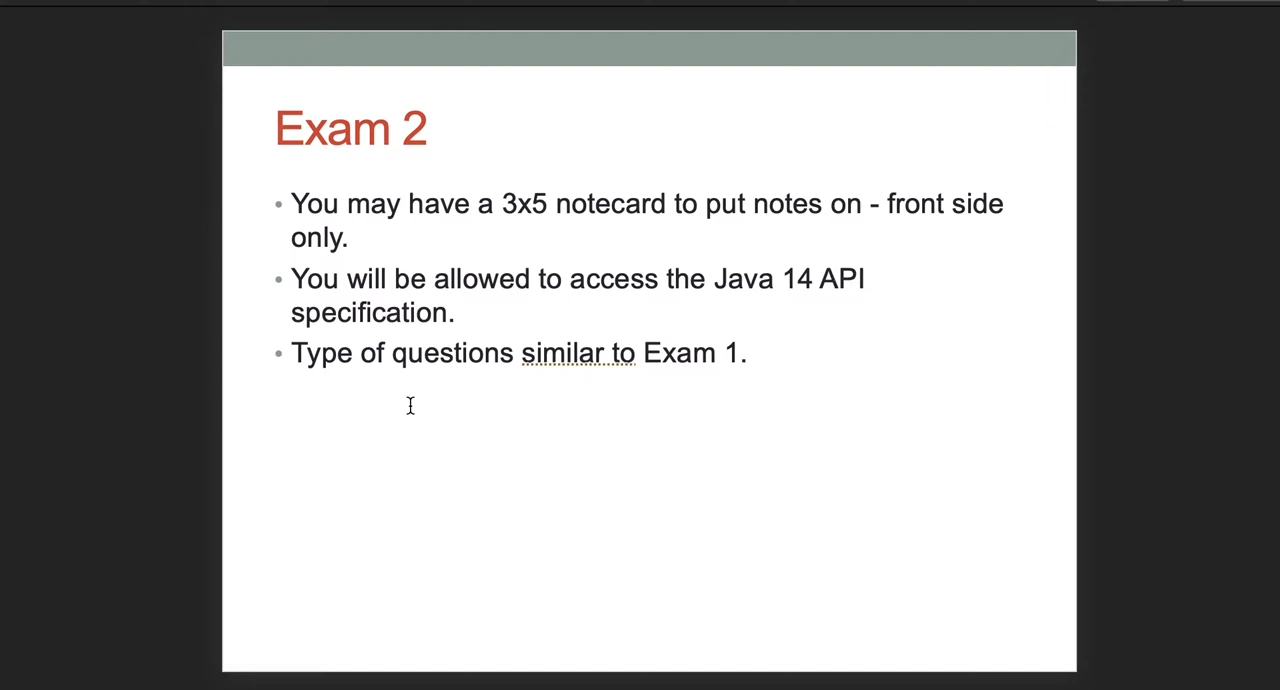 Exam 2
• You may have a 3x5 notecard to put notes on - front side
only.
• You will be allowed to access the Java 14 API
specification.
• Type of questions similar to Exam 1.